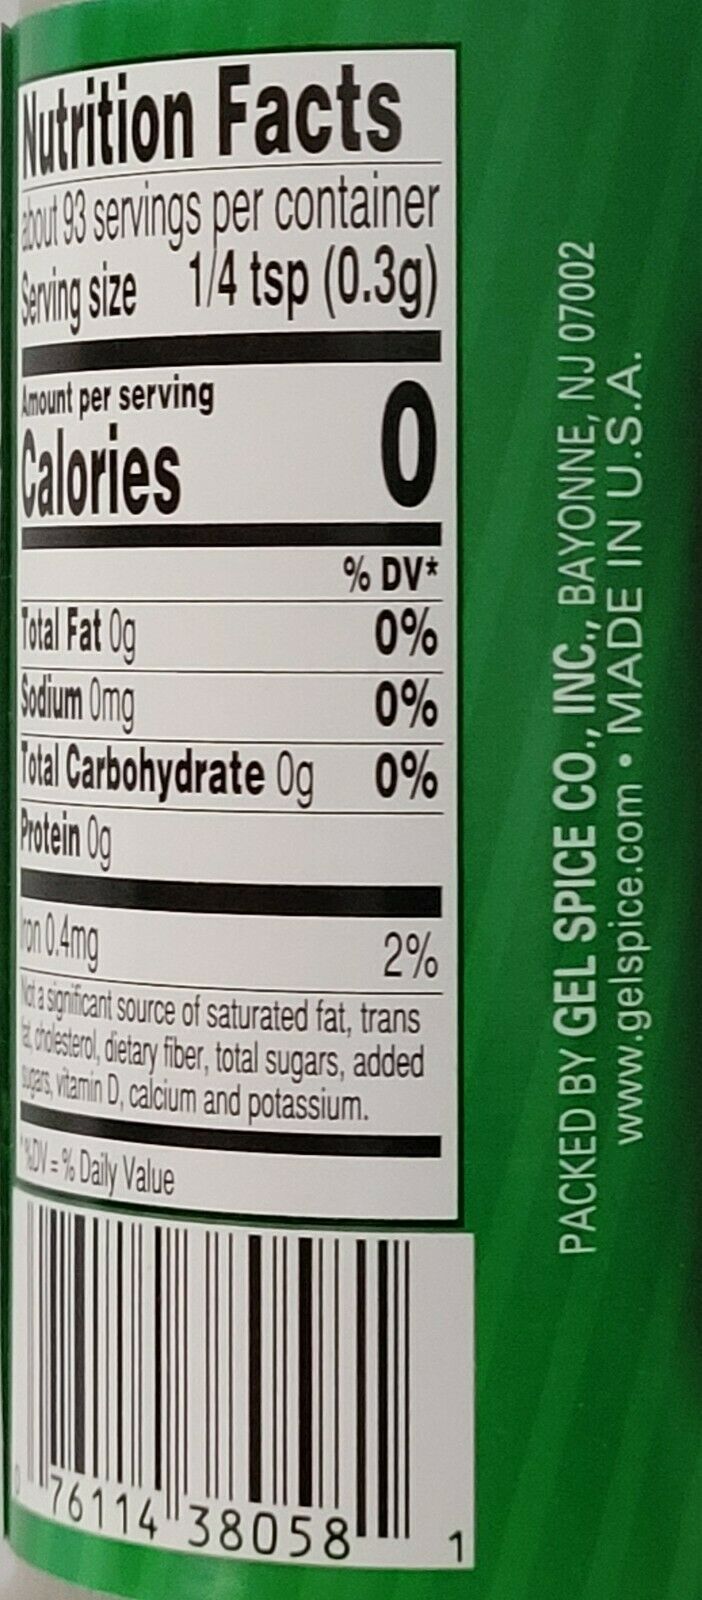 Nutrition Facts
about 93 servings per container
Serving size 1/4 tsp (0.3g)
Amount per serving
Calories 0
% DV*
Total Fat 0g 0%
Sodium 0mg 0%
Total Carbohydrate 0g 0%
Protein 0g
Iron 0.4mg 2%
Not a significant source of saturated fat, trans
fat, cholesterol, dietary fiber, total sugars, added
sugars, vitamin D, calcium and potassium.
*%DV = % Daily Value
0 76114 38058 1
PACKED BY GEL SPICE CO., INC., BAYONNE, NJ 07002
www.gelspice.com • MADE IN U.S.A.